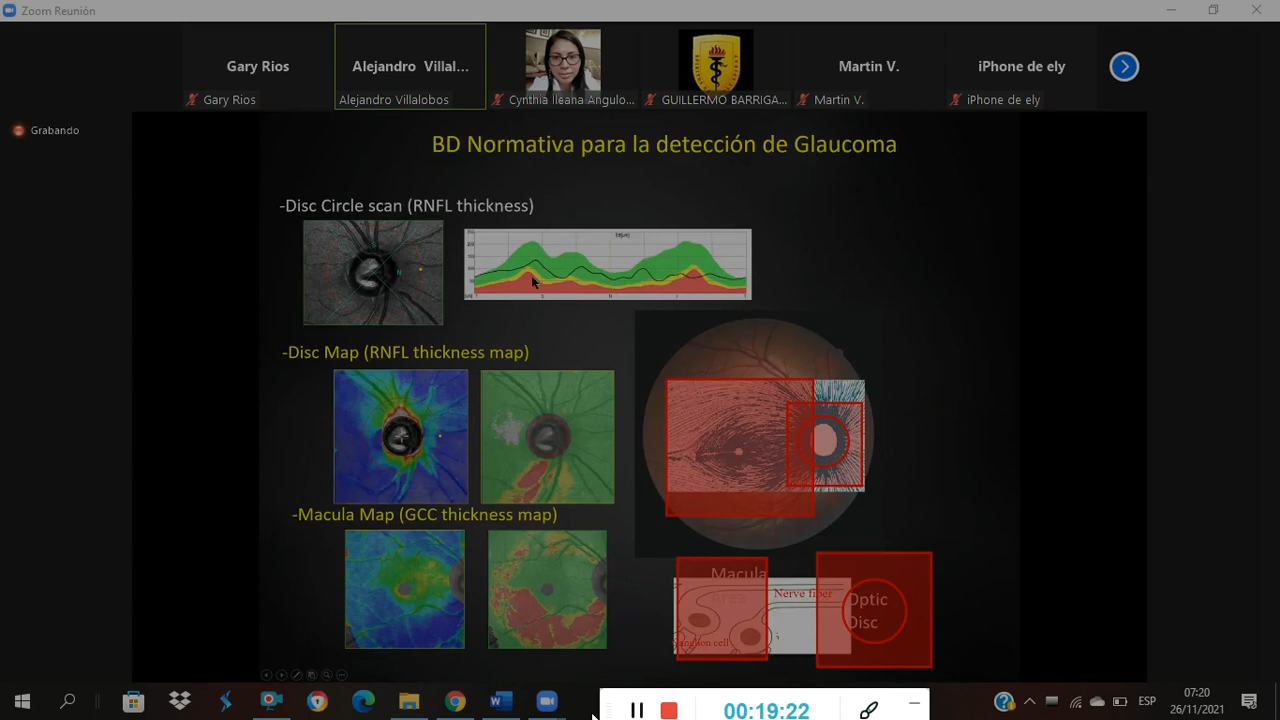 Zoom Reunión
Gary Rios
Alejandro Villal...
Martin V.
iPhone de ely
Gary Rios
Alejandro Villalobos
Cynthia Ileana Angulo...
GUILLERMO BARRIGA...
Martin V.
iPhone de ely
Grabando
BD Normativa para la detección de Glaucoma
-Disc Circle scan (RNFL thickness)
-Disc Map (RNFL thickness map)
-Macula Map (GCC thickness map)
Macula
Area
Nerve fiber
Optic
Disc
Ganglion cell
ESP
07:20
26/11/2021
00:19:22